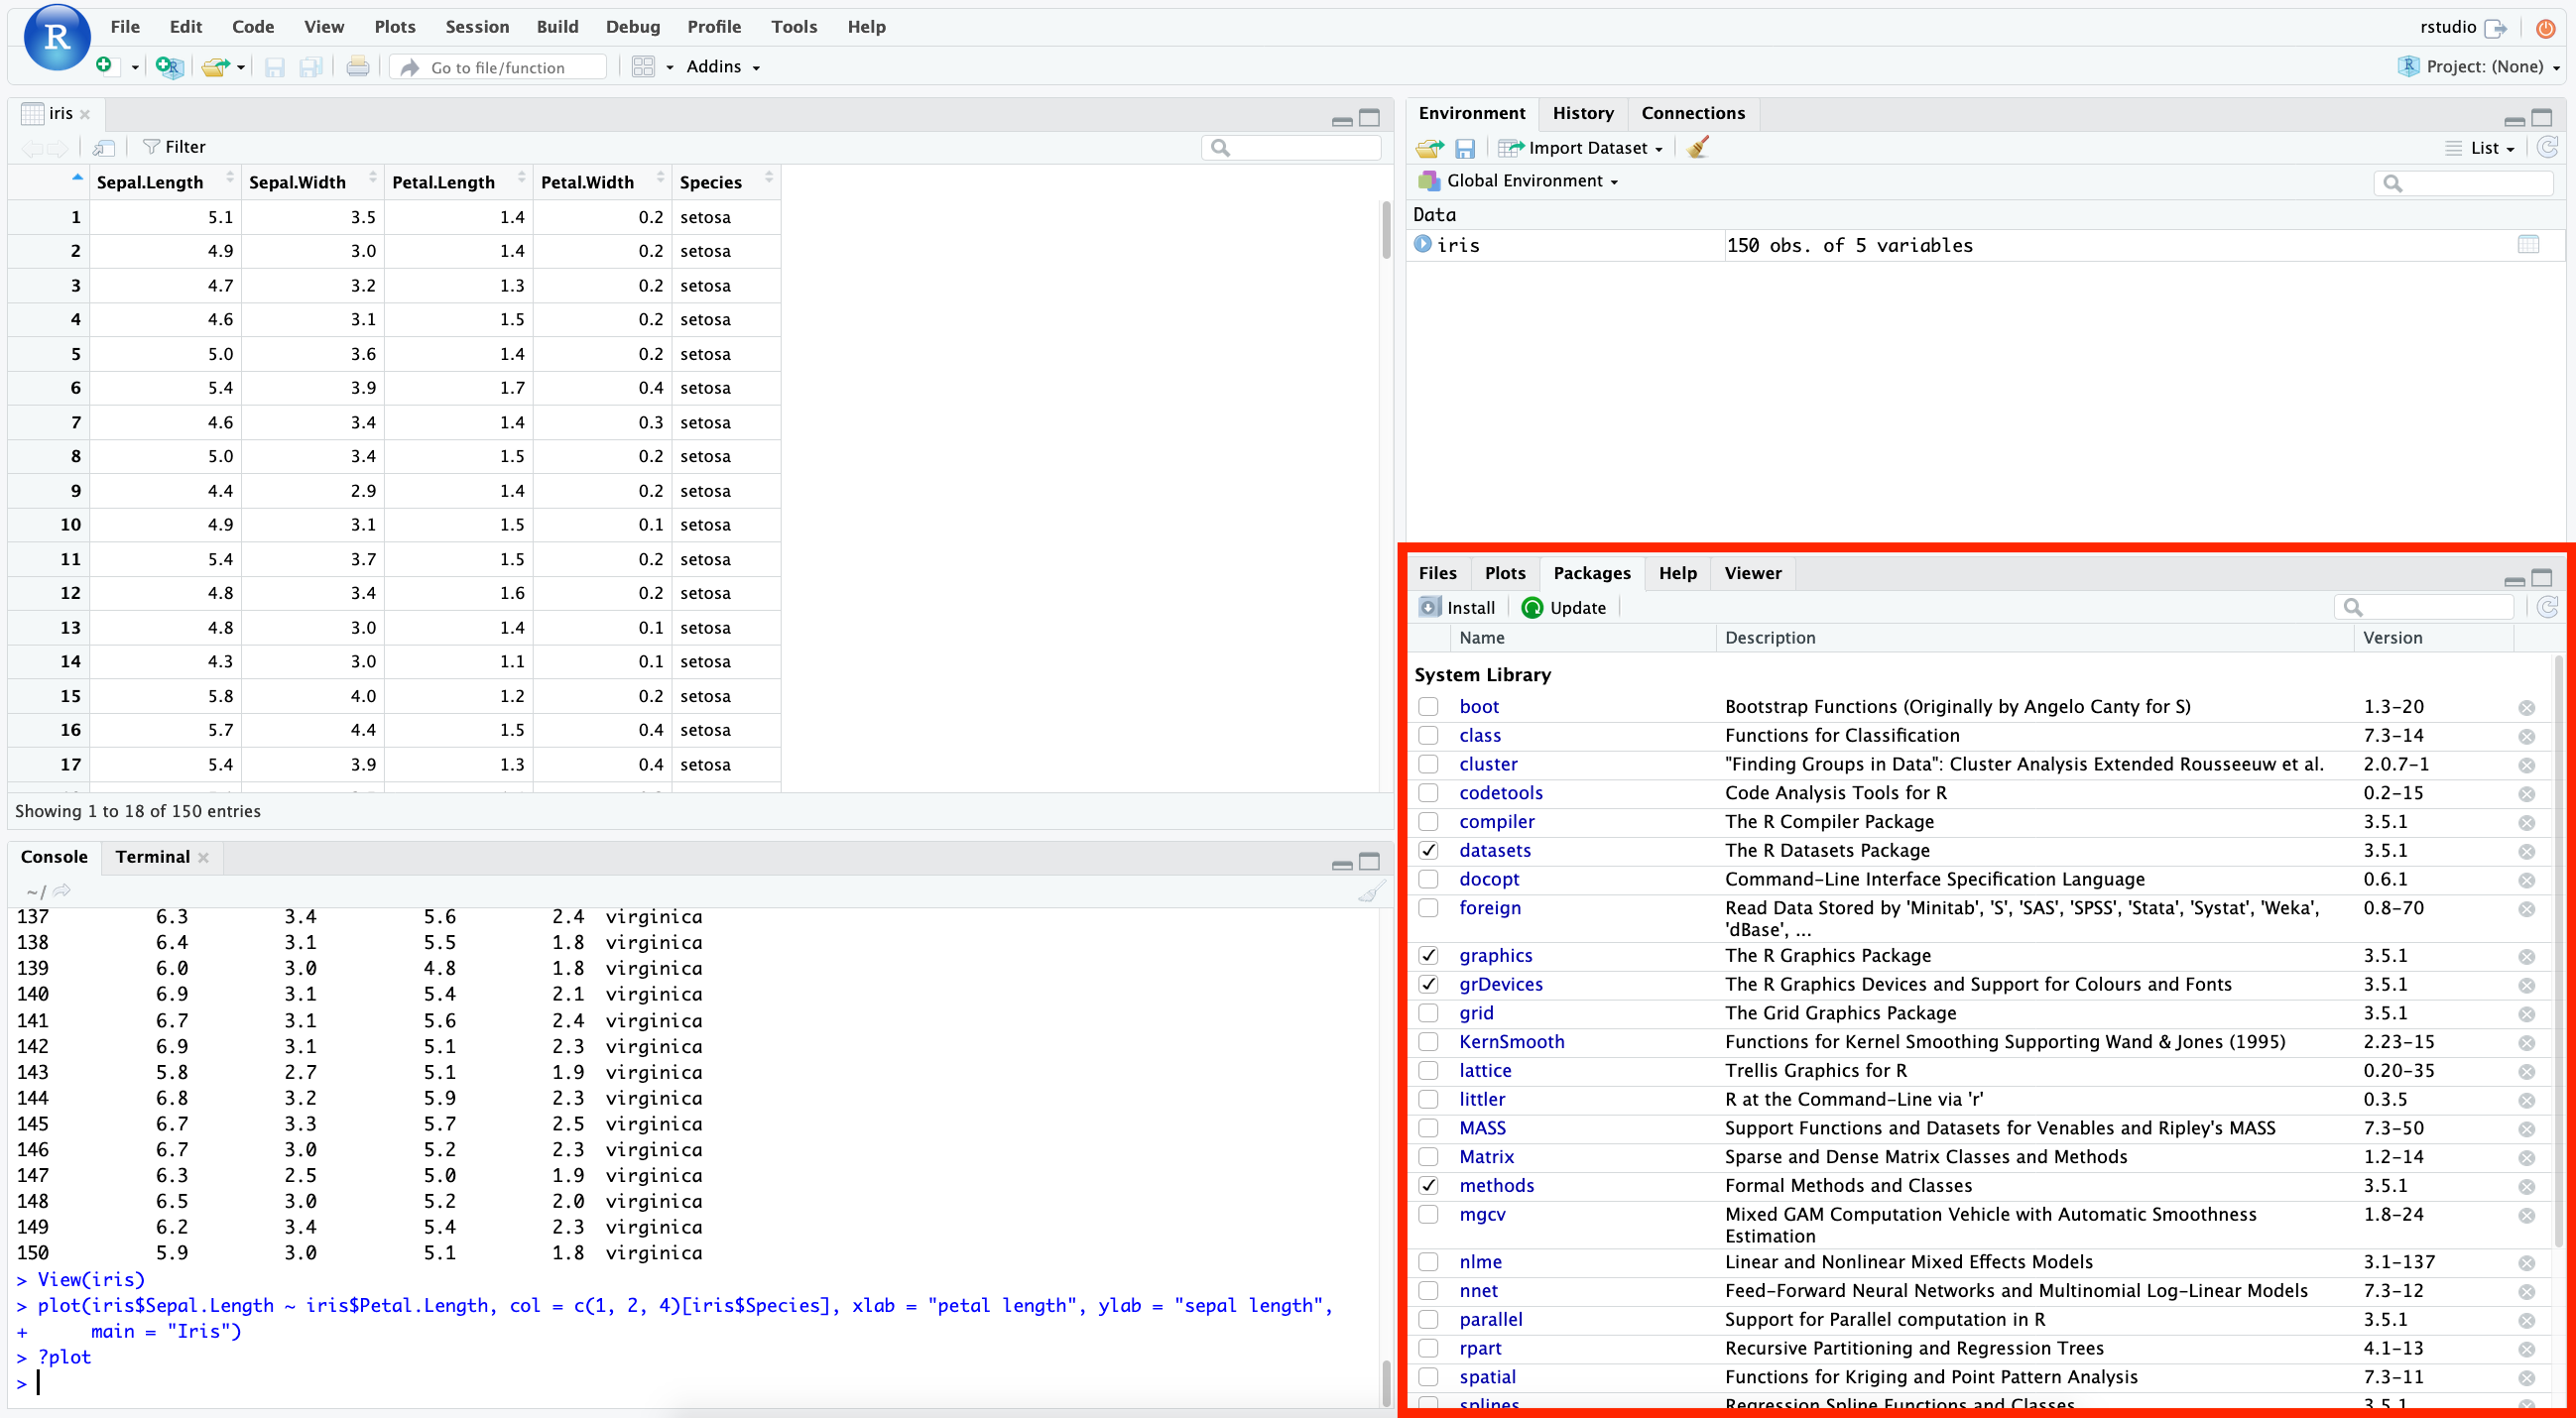 R File Edit Code View Plots Session Build Debug Profile Tools Help rstudio
Go to file/function Addins R Project: (None)
iris
Filter
Sepal.Length Sepal.Width Petal.Length Petal.Width Species
1 5.1 3.5 1.4 0.2 setosa
2 4.9 3.0 1.4 0.2 setosa
3 4.7 3.2 1.3 0.2 setosa
4 4.6 3.1 1.5 0.2 setosa
5 5.0 3.6 1.4 0.2 setosa
6 5.4 3.9 1.7 0.4 setosa
7 4.6 3.4 1.4 0.3 setosa
8 5.0 3.4 1.5 0.2 setosa
9 4.4 2.9 1.4 0.2 setosa
10 4.9 3.1 1.5 0.1 setosa
11 5.4 3.7 1.5 0.2 setosa
12 4.8 3.4 1.6 0.2 setosa
13 4.8 3.0 1.4 0.1 setosa
14 4.3 3.0 1.1 0.1 setosa
15 5.8 4.0 1.2 0.2 setosa
16 5.7 4.4 1.5 0.4 setosa
17 5.4 3.9 1.3 0.4 setosa
Showing 1 to 18 of 150 entries
Console Terminal
~/
137 6.3 3.4 5.6 2.4 virginica
138 6.4 3.1 5.5 1.8 virginica
139 6.0 3.0 4.8 1.8 virginica
140 6.9 3.1 5.4 2.1 virginica
141 6.7 3.1 5.6 2.4 virginica
142 6.9 3.1 5.1 2.3 virginica
143 5.8 2.7 5.1 1.9 virginica
144 6.8 3.2 5.9 2.3 virginica
145 6.7 3.3 5.7 2.5 virginica
146 6.7 3.0 5.2 2.3 virginica
147 6.3 2.5 5.0 1.9 virginica
148 6.5 3.0 5.2 2.0 virginica
149 6.2 3.4 5.4 2.3 virginica
150 5.9 3.0 5.1 1.8 virginica
> View(iris)
> plot(iris$Sepal.Length ~ iris$Petal.Length, col = c(1, 2, 4)[iris$Species], xlab = "petal length", ylab = "sepal length",
+ main = "Iris")
> ?plot
>
Environment History Connections
Import Dataset List
Global Environment
Data
iris 150 obs. of 5 variables
Files Plots Packages Help Viewer
Install Update
Name Description Version
System Library
boot Bootstrap Functions (Originally by Angelo Canty for S) 1.3-20
class Functions for Classification 7.3-14
cluster "Finding Groups in Data": Cluster Analysis Extended Rousseeuw et al. 2.0.7-1
codetools Code Analysis Tools for R 0.2-15
compiler The R Compiler Package 3.5.1
datasets The R Datasets Package 3.5.1
docopt Command-Line Interface Specification Language 0.6.1
foreign Read Data Stored by 'Minitab', 'S', 'SAS', 'SPSS', 'Stata', 'Systat', 'Weka', 0.8-70
'dBase', ...
graphics The R Graphics Package 3.5.1
grDevices The R Graphics Devices and Support for Colours and Fonts 3.5.1
grid The Grid Graphics Package 3.5.1
KernSmooth Functions for Kernel Smoothing Supporting Wand & Jones (1995) 2.23-15
lattice Trellis Graphics for R 0.20-35
littler R at the Command-Line via 'r' 0.3.5
MASS Support Functions and Datasets for Venables and Ripley's MASS 7.3-50
Matrix Sparse and Dense Matrix Classes and Methods 1.2-14
methods Formal Methods and Classes 3.5.1
mgcv Mixed GAM Computation Vehicle with Automatic Smoothness 1.8-24
Estimation
nlme Linear and Nonlinear Mixed Effects Models 3.1-137
nnet Feed-Forward Neural Networks and Multinomial Log-Linear Models 7.3-12
parallel Support for Parallel computation in R 3.5.1
rpart Recursive Partitioning and Regression Trees 4.1-13
spatial Functions for Kriging and Point Pattern Analysis 7.3-11
splines Regression Spline Functions and Classes 3.5.1